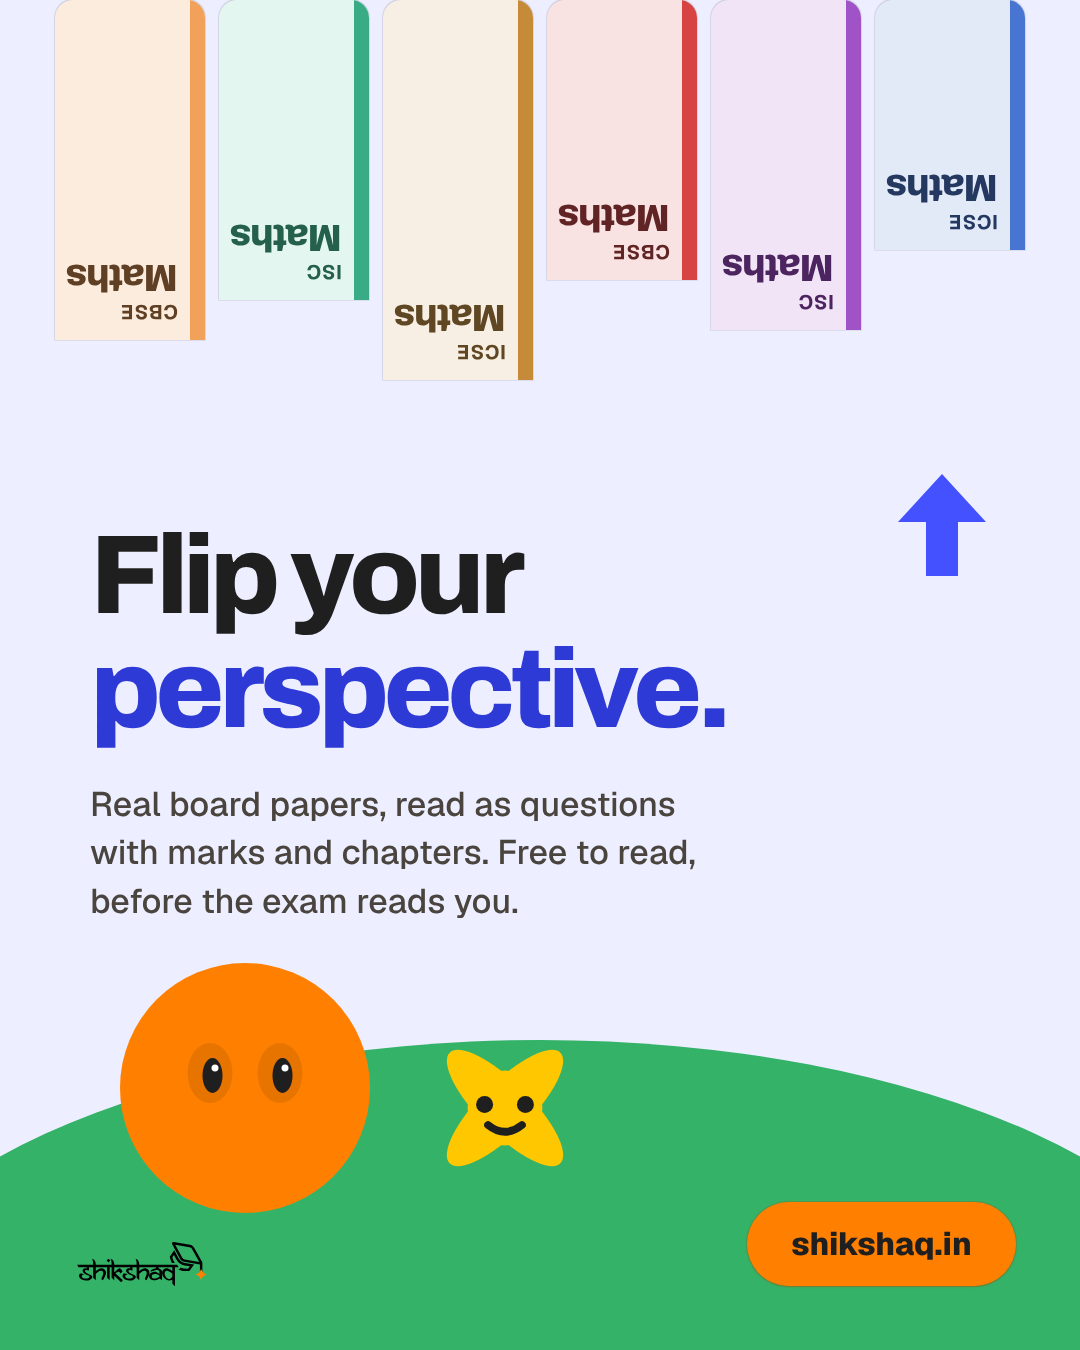 Maths
CBSE
Maths
ISC
Maths
ICSE
Maths
CBSE
Maths
ISC
Maths
ICSE
Flip your
perspective.
Real board papers, read as questions
with marks and chapters. Free to read,
before the exam reads you.
shikshaq
shikshaq.in